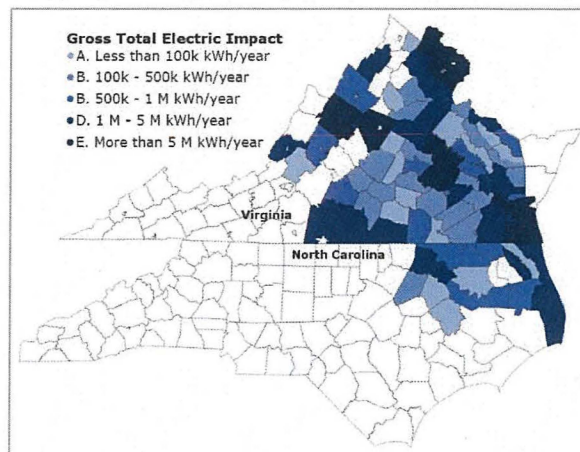 Gross Total Electric Impact
A. Less than 100k kWh/year
B. 100k - 500k kWh/year
B. 500k - 1 M kWh/year
D. 1 M - 5 M kWh/year
E. More than 5 M kWh/year
Virginia
North Carolina